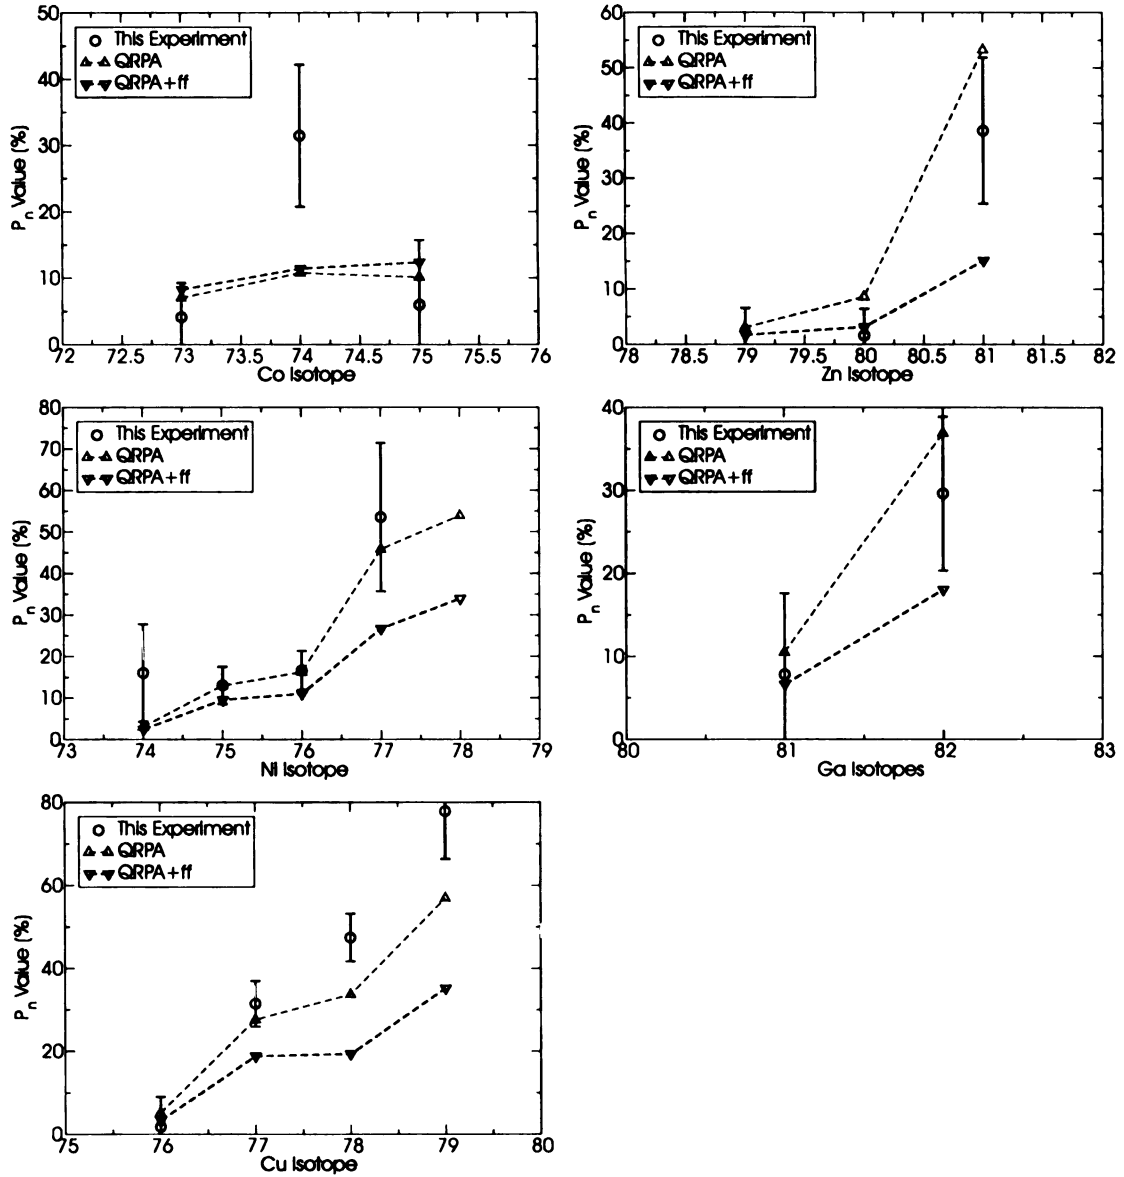 50
40
30
20
10
0
P_n Value (%)
This Experiment
QRPA
QRPA+ff
72 72.5 73 73.5 74 74.5 75 75.5 76
Co Isotope
60
50
40
30
20
10
0
P_n Value (%)
This Experiment
QRPA
QRPA+ff
78 78.5 79 79.5 80 80.5 81 81.5 82
Zn Isotope
80
70
60
50
40
30
20
10
0
P_n Value (%)
This Experiment
QRPA
QRPA+ff
73 74 75 76 77 78 79
Ni Isotope
40
30
20
10
0
P_n Value (%)
This Experiment
QRPA
QRPA+ff
80 81 82 83
Ga Isotopes
80
60
40
20
0
P_n Value (%)
This Experiment
QRPA
QRPA+ff
75 76 77 78 79 80
Cu Isotope